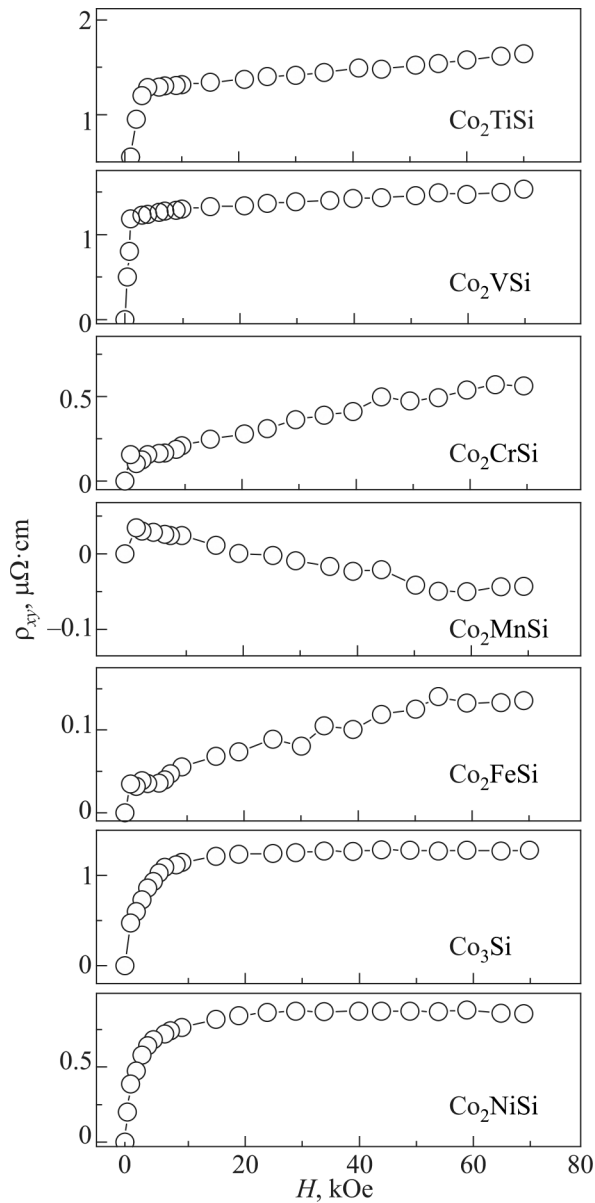 2
1
Co₂TiSi
1
0
Co₂VSi
0.5
0
Co₂CrSi
0
–0.1
Co₂MnSi
ρxy, μΩ·cm
0.1
0
Co₂FeSi
1
0
Co₃Si
0.5
0
Co₂NiSi
0 20 40 60 80
H, kOe